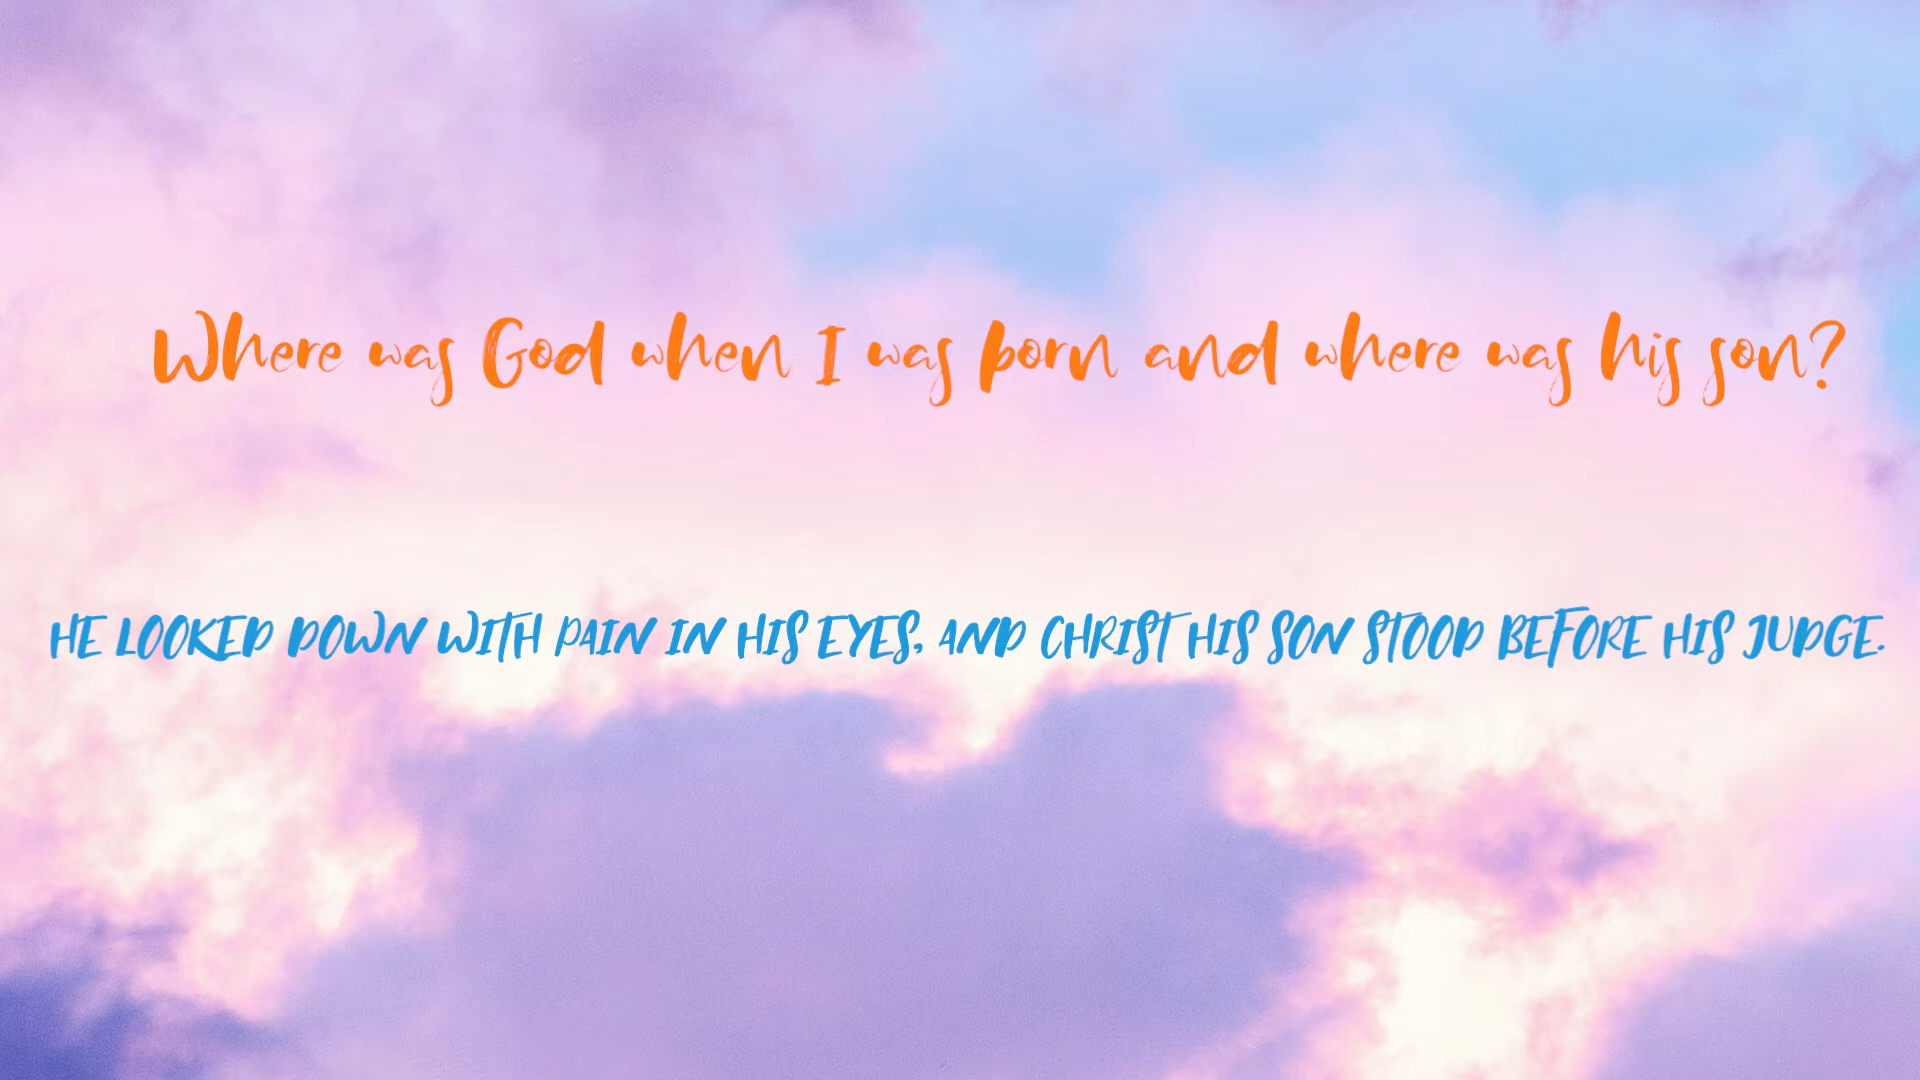 Where was God when I was born and where was his son?
HE LOOKED DOWN WITH PAIN IN HIS EYES, AND CHRIST HIS SON STOOD BEFORE HIS JUDGE.